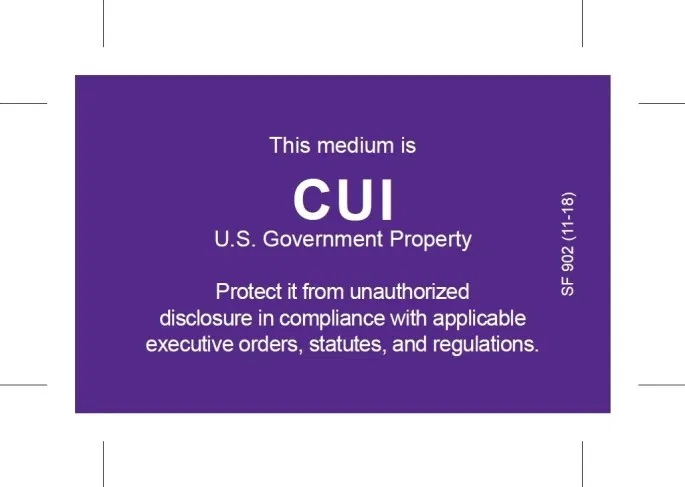 This medium is
CUI
U.S. Government Property
Protect it from unauthorized
disclosure in compliance with applicable
executive orders, statutes, and regulations.
SF 902 (11-18)